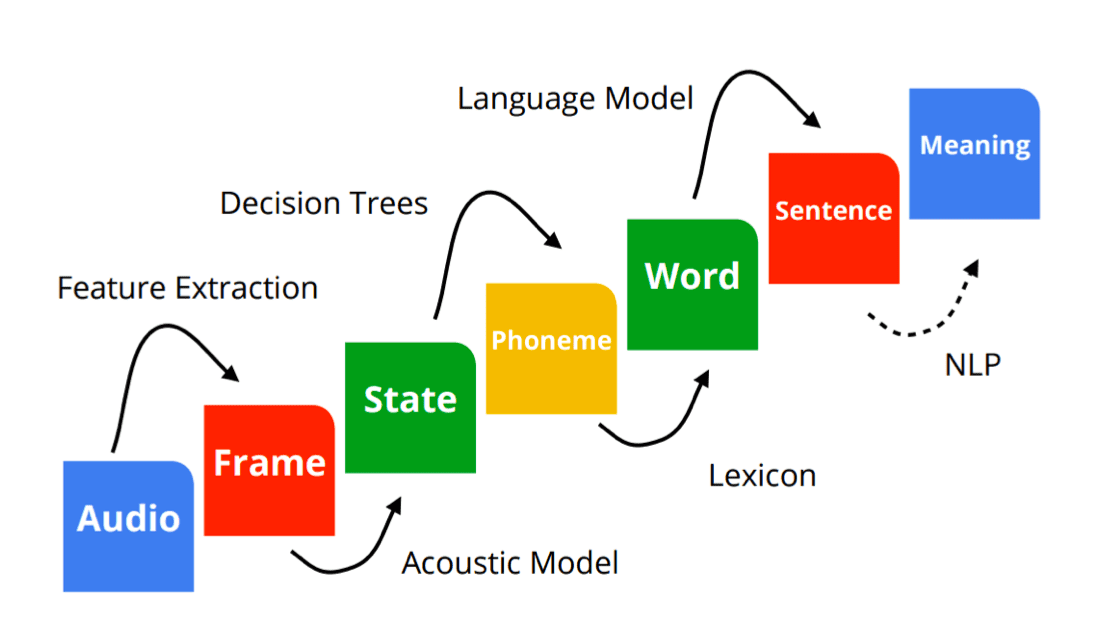 Language Model
Meaning
Decision Trees
Sentence
Word
Feature Extraction
Phoneme
NLP
State
Frame
Lexicon
Audio
Acoustic Model